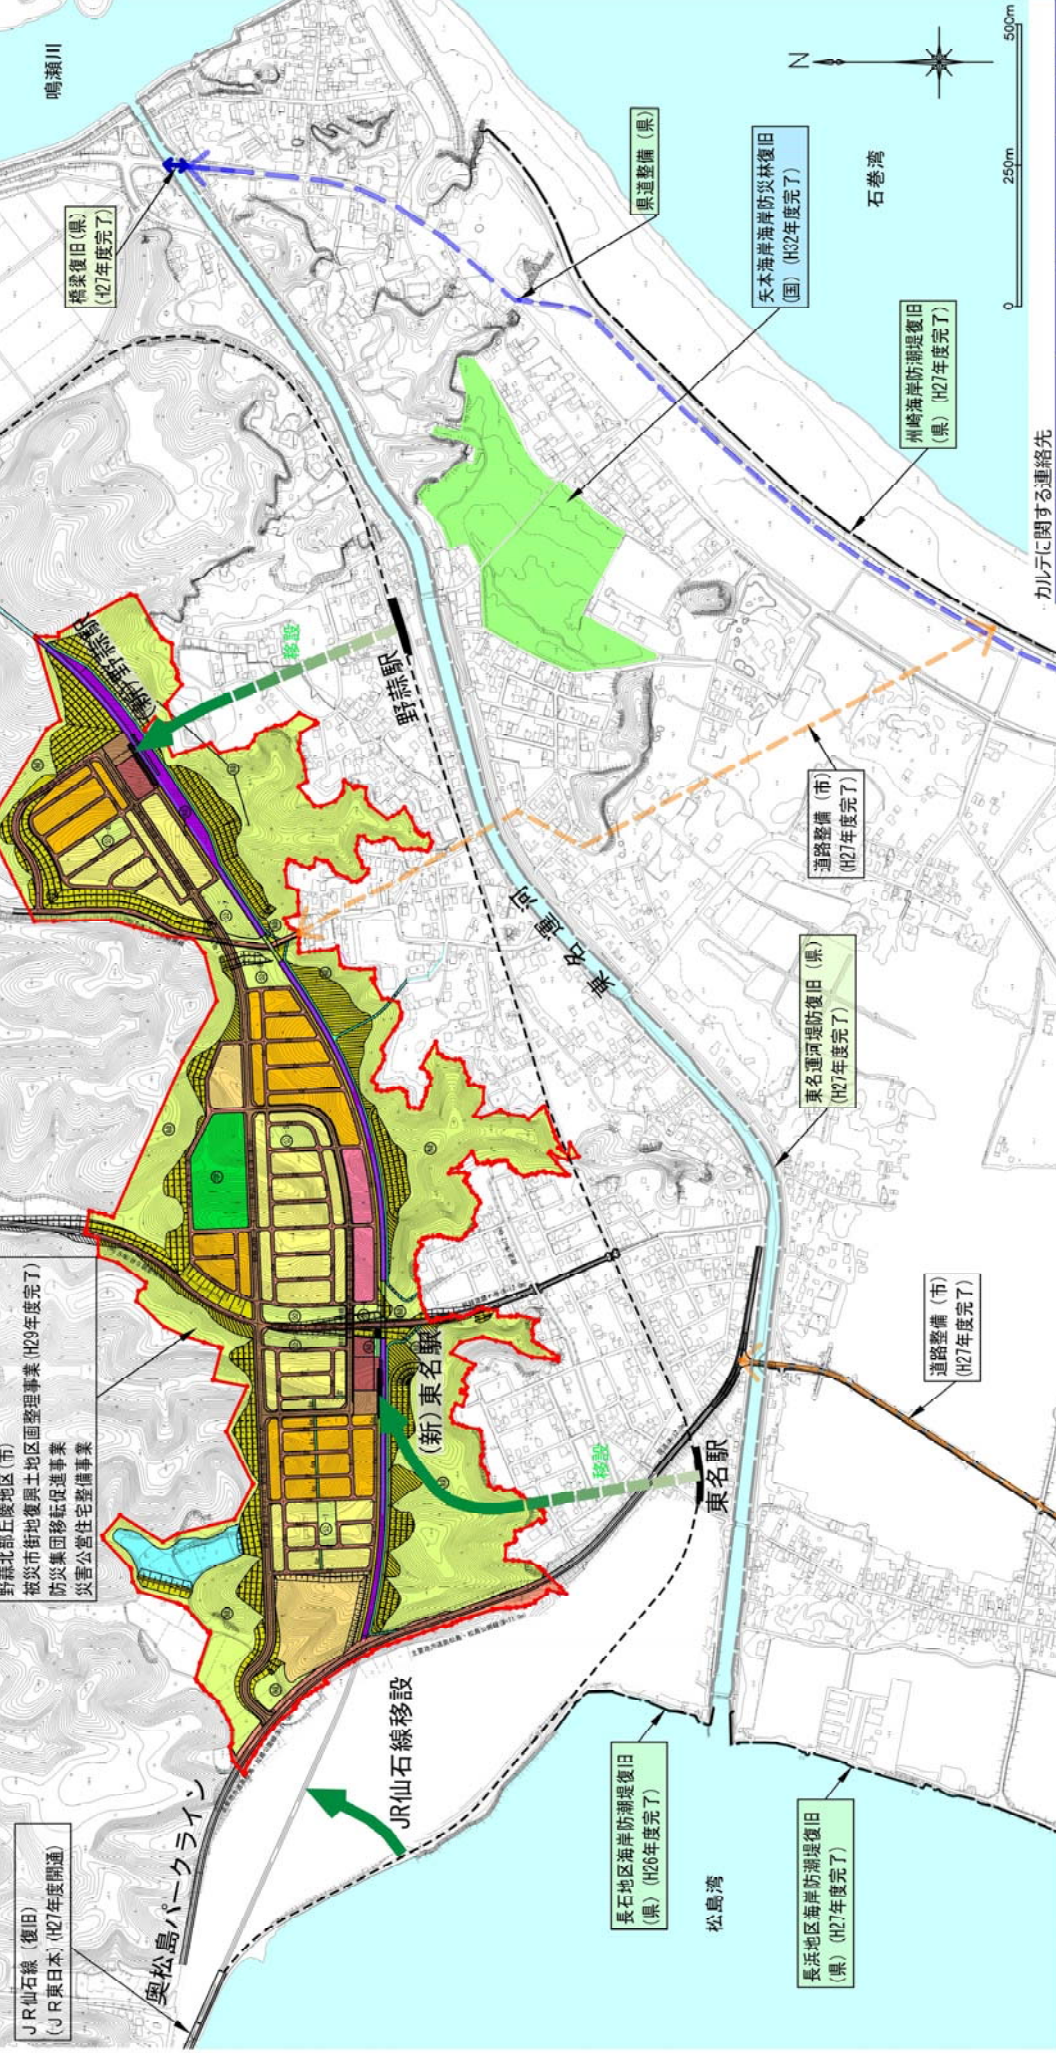 JR仙石線（復旧）
（JR東日本）（H27年度開通）
奥松島パークライン
野蒜北部丘陵地区（市）
被災市街地復興土地区画整理事業（H29年度完了）
防災集団移転促進事業
災害公営住宅整備事業
（新）野蒜駅
橋梁復旧（県）
（H27年度完了）
鳴瀬川
移設
野蒜駅
JR仙石線移設
（新）東名駅
移設
東名駅
東名運河
県道整備（県）
矢本海岸海岸防災林復旧
（国）（H32年度完了）
石巻湾
N
0
250m
500m
州崎海岸防潮堤復旧
（県）（H27年度完了）
道路整備（市）
（H27年度完了）
東名運河堤防復旧（県）
（H27年度完了）
道路整備（市）
（H27年度完了）
長石地区海岸防潮堤復旧
（県）（H26年度完了）
松島湾
長浜地区海岸防潮堤復旧
（県）（H27年度完了）
カルテに関する連絡先